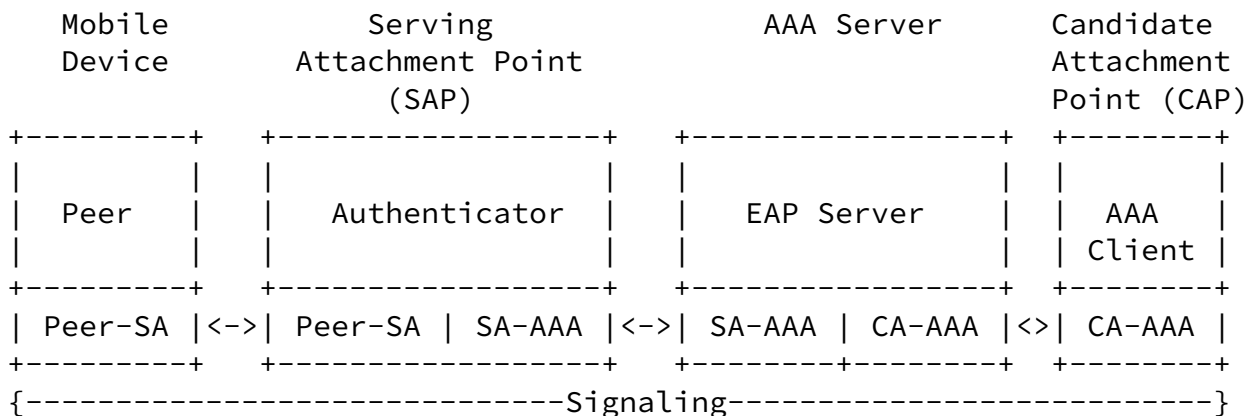 Mobile          Serving                AAA Server      Candidate
    Device       Attachment Point                          Attachment
                      (SAP)                                Point (CAP)
 +---------+   +------------------+   +-----------------+  +--------+
 |         |   |                  |   |                 |  |        |
 |  Peer   |   |   Authenticator  |   |   EAP Server    |  |  AAA   |
 |         |   |                  |   |                 |  | Client |
 +---------+   +------------------+   +-----------------+  +--------+
 | Peer-SA |<->| Peer-SA | SA-AAA |<->| SA-AAA | CA-AAA |<>| CA-AAA |
 +---------+   +------------------+   +--------+--------+  +--------+
 {------------------------------Signaling---------------------------}